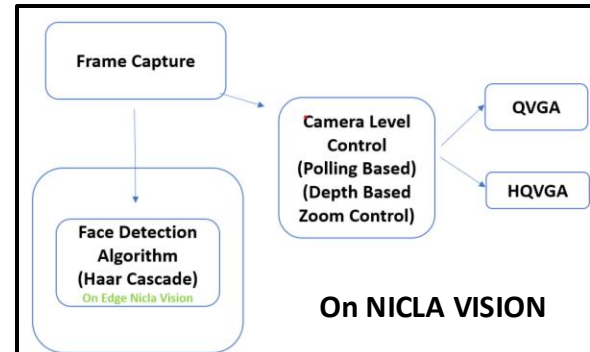 Frame Capture
Camera Level
Control
(Polling Based)
(Depth Based
Zoom Control)
QVGA
HQVGA
Face Detection
Algorithm
(Haar Cascade)
On Edge Nicla Vision
On NICLA VISION